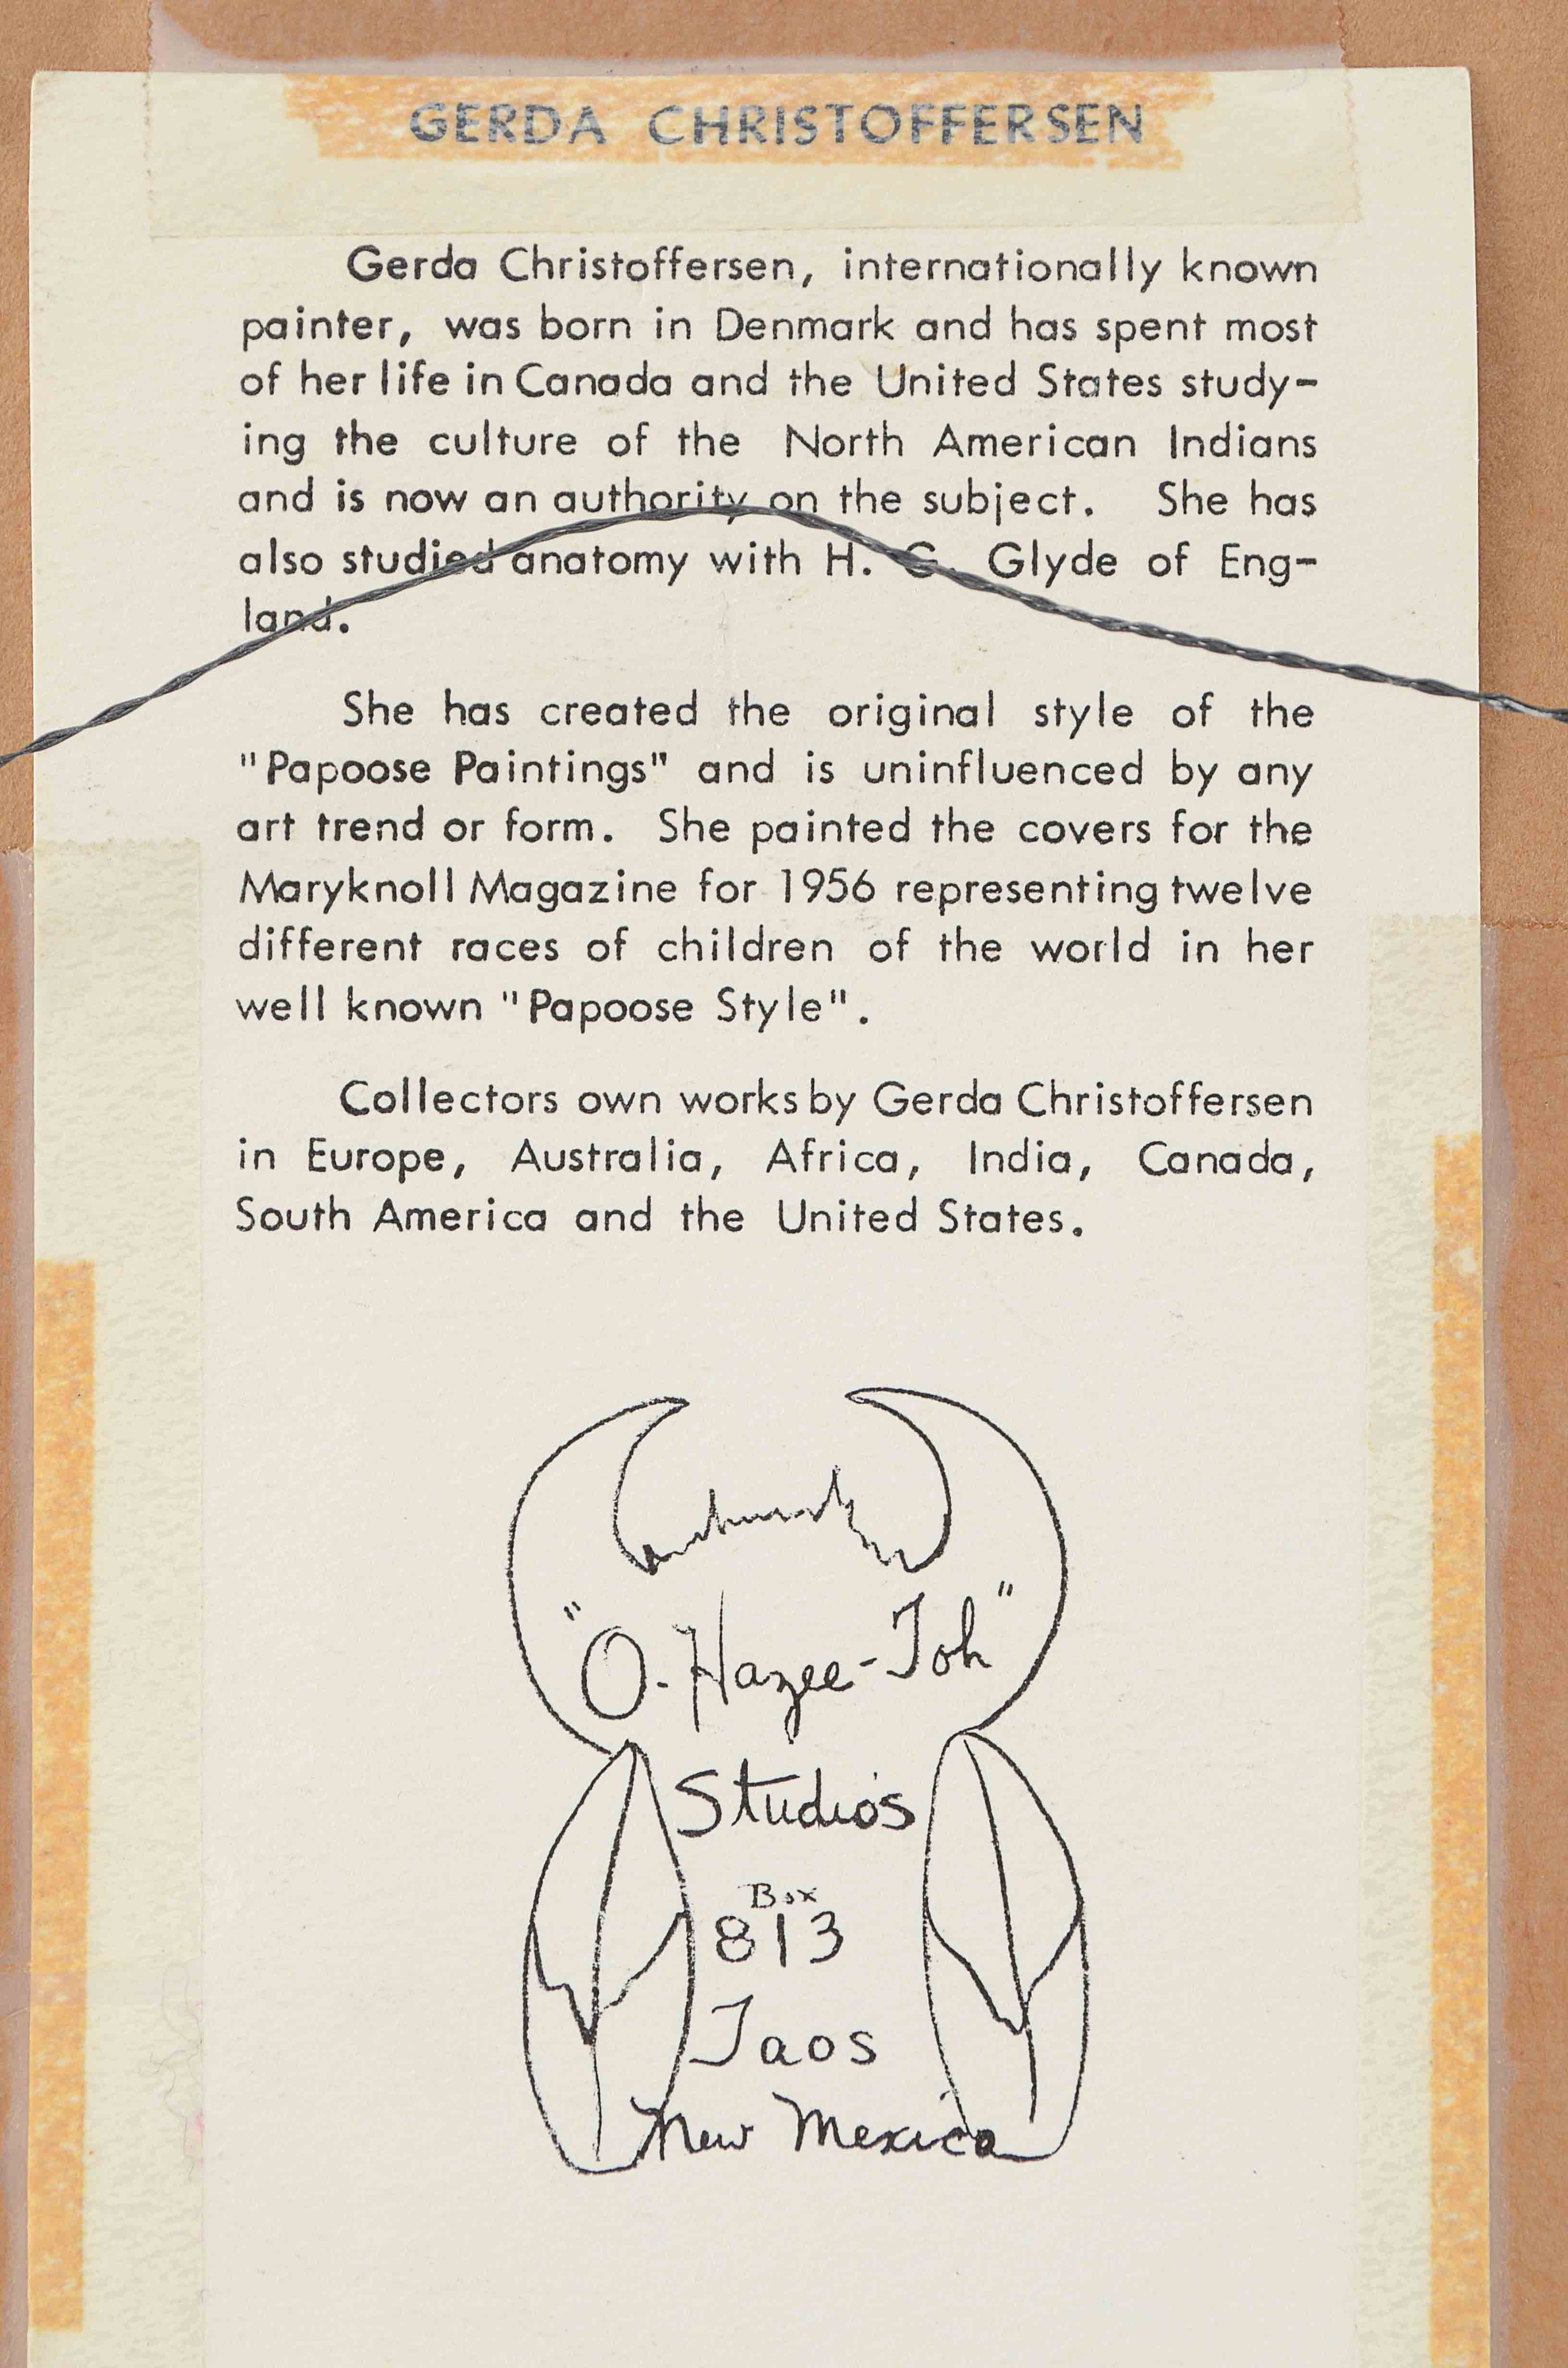 GERDA CHRISTOFFERSEN
Gerda Christoffersen, internationally known
painter, was born in Denmark and has spent most
of her life in Canada and the United States study-
ing the culture of the North American Indians
and is now an authority on the subject. She has
also studied anatomy with H. G. Glyde of Eng-
land.
She has created the original style of the
"Papoose Paintings" and is uninfluenced by any
art trend or form. She painted the covers for the
Maryknoll Magazine for 1956 representing twelve
different races of children of the world in her
well known "Papoose Style".
Collectors own works by Gerda Christoffersen
in Europe, Australia, Africa, India, Canada,
South America and the United States.
"O-Hazee-Toh"
Studio's
Box
813
Taos
New Mexico